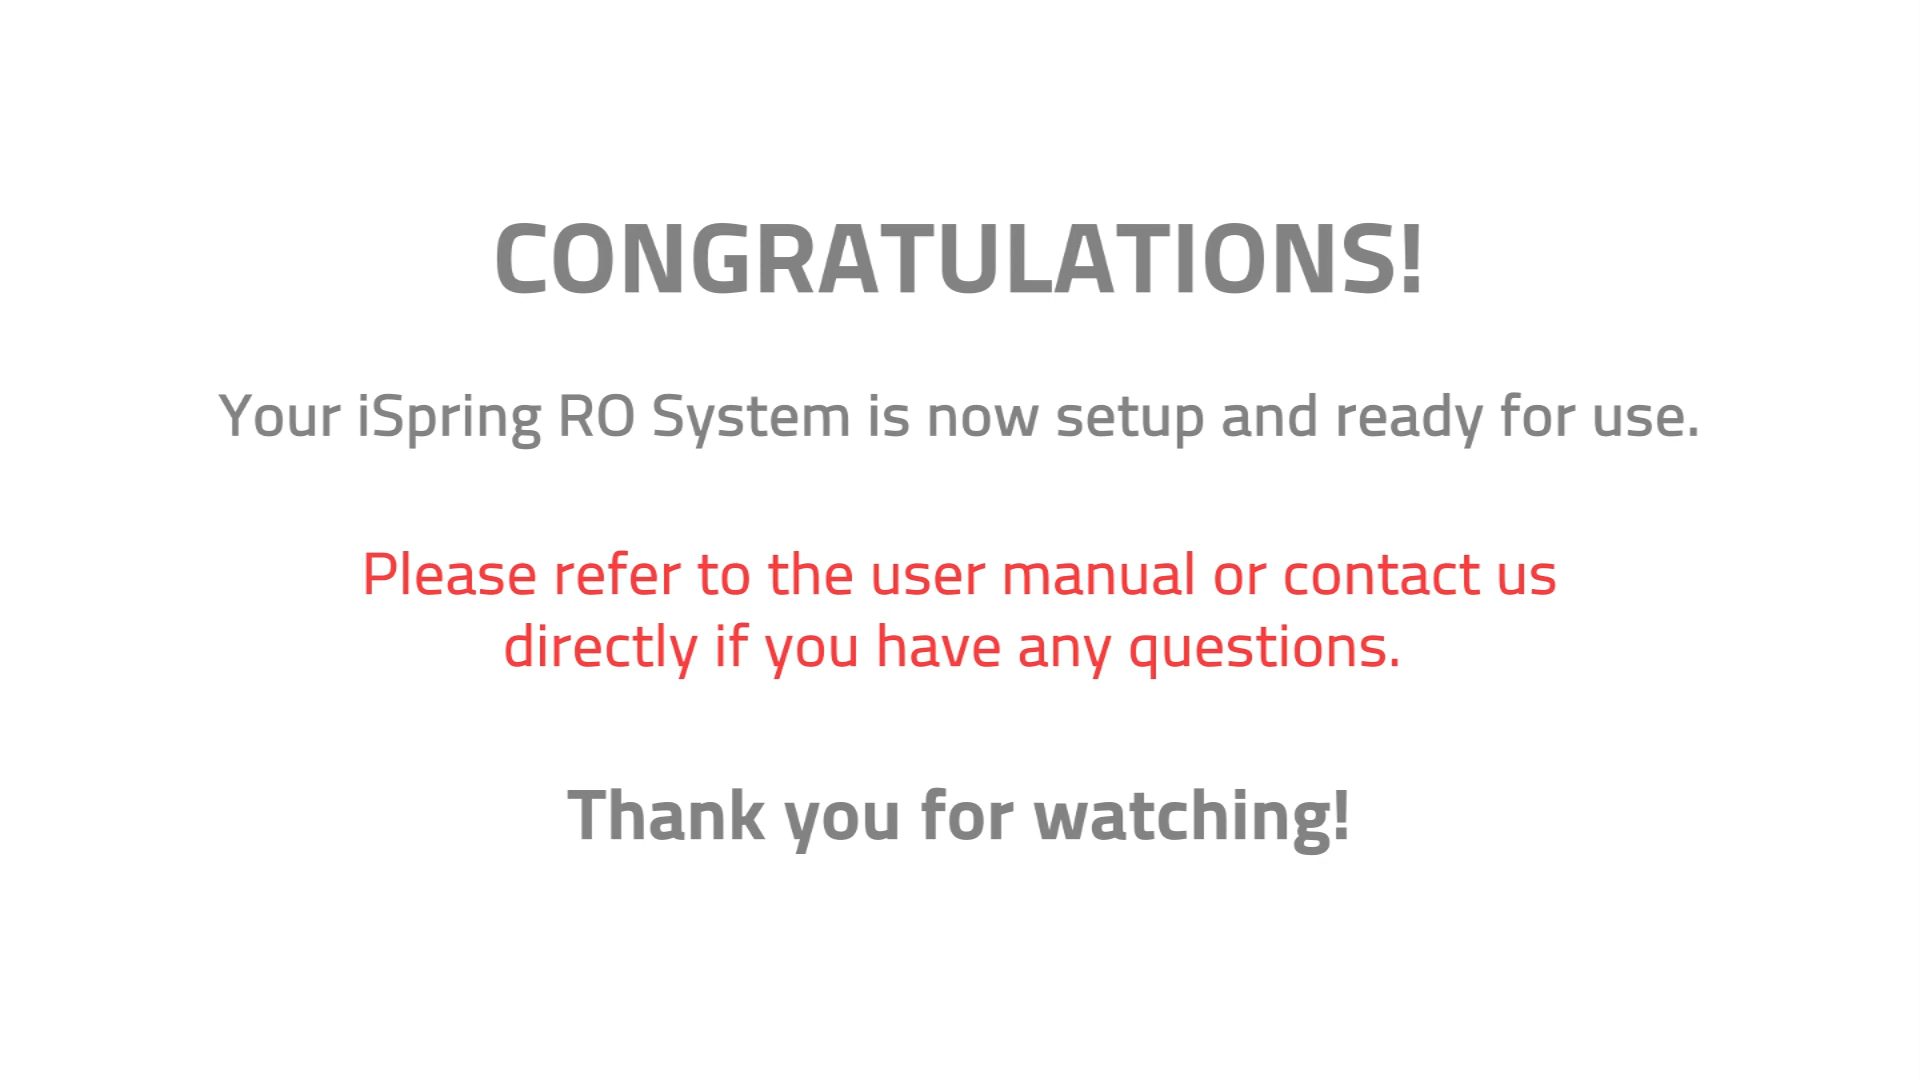 CONGRATULATIONS!
Your iSpring RO System is now setup and ready for use.
Please refer to the user manual or contact us
directly if you have any questions.
Thank you for watching!